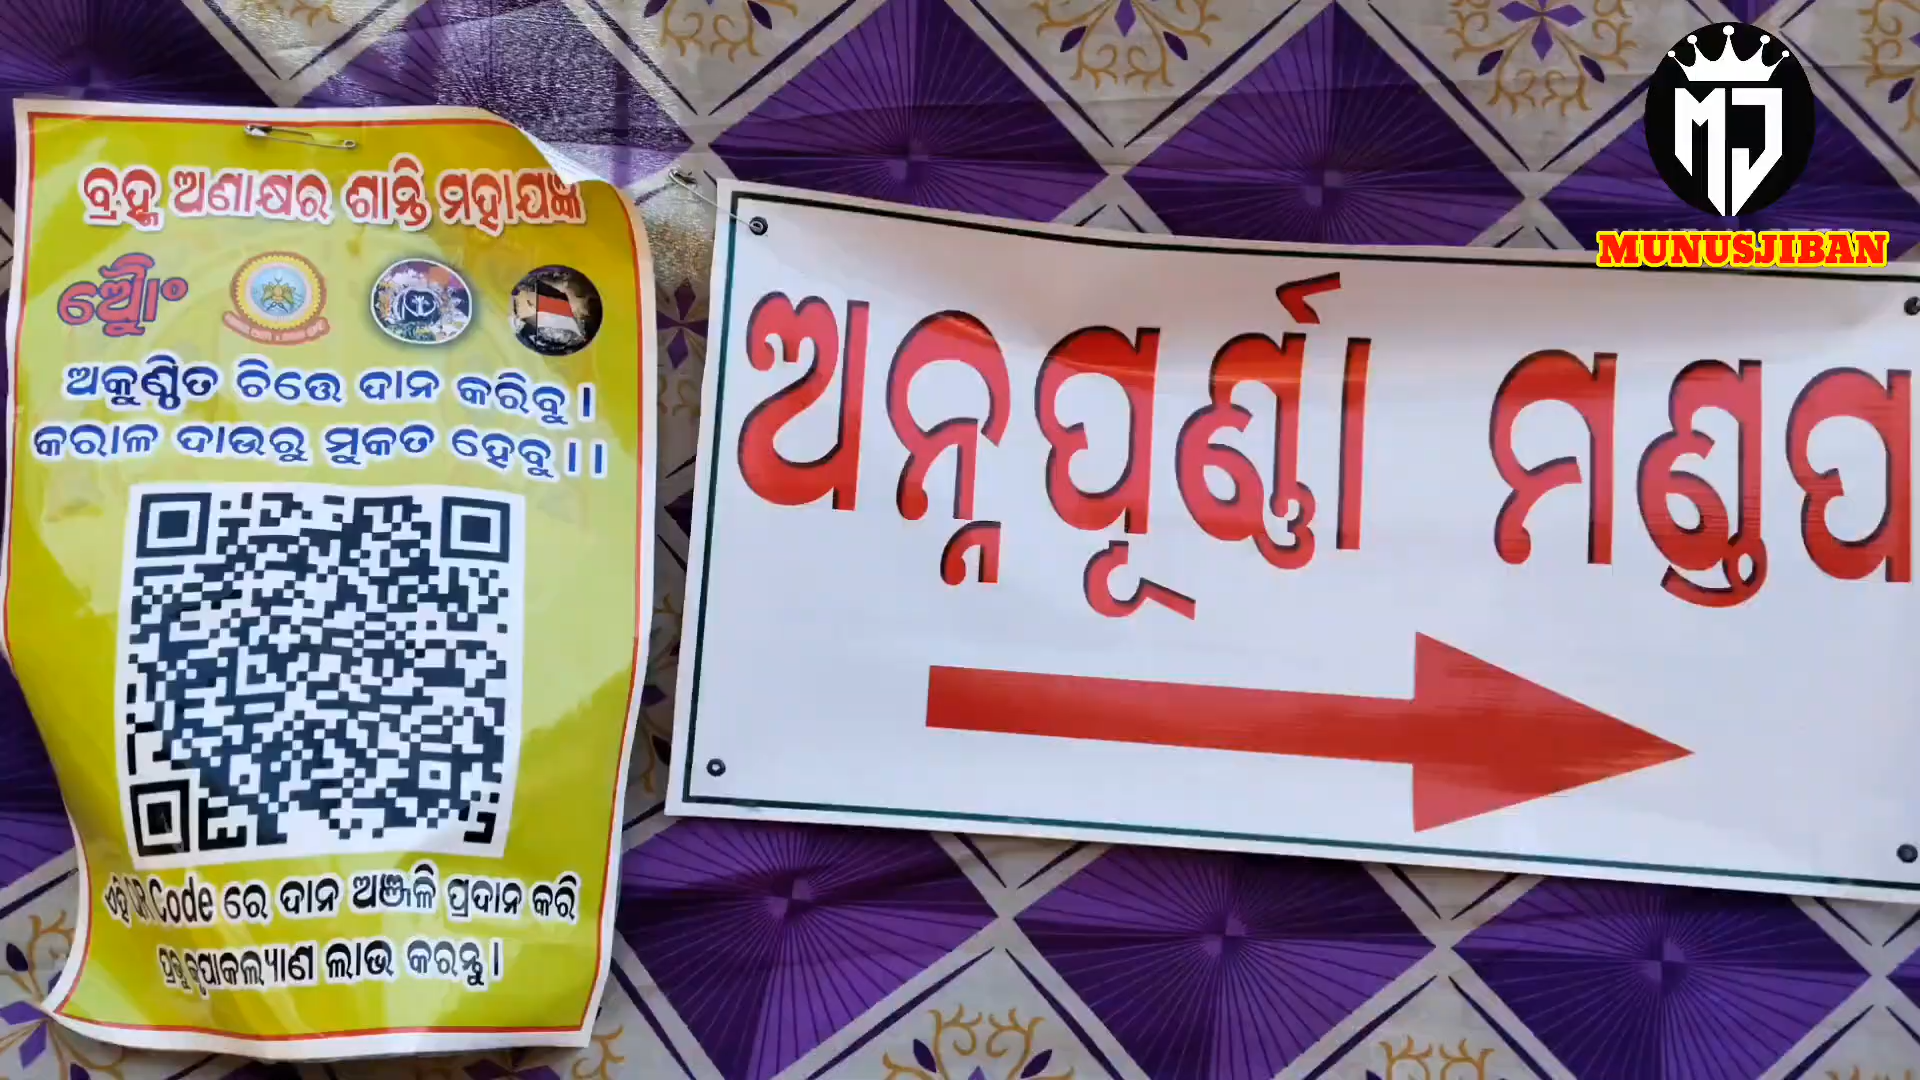 ବ୍ରହ୍ମ ଅଣାକ୍ଷର ଶାନ୍ତି ମହାଯଜ୍ଞ
ଅକୁଣ୍ଠିତ ଚିତ୍ତେ ଦାନ କରିବୁ ।
କରାଳ ଦାଉରୁ ମୁକତ ହେବୁ ।।
ଏହି QR Code ରେ ଦାନ ଅଞ୍ଜଳି ପ୍ରଦାନ କରି
ପ୍ରଭୁ କୃପାକଲ୍ୟାଣ ଲାଭ କରନ୍ତୁ ।
ଅନ୍ନପୂର୍ଣ୍ଣା ମଣ୍ଡପ
MJ
MUNUSJIBAN